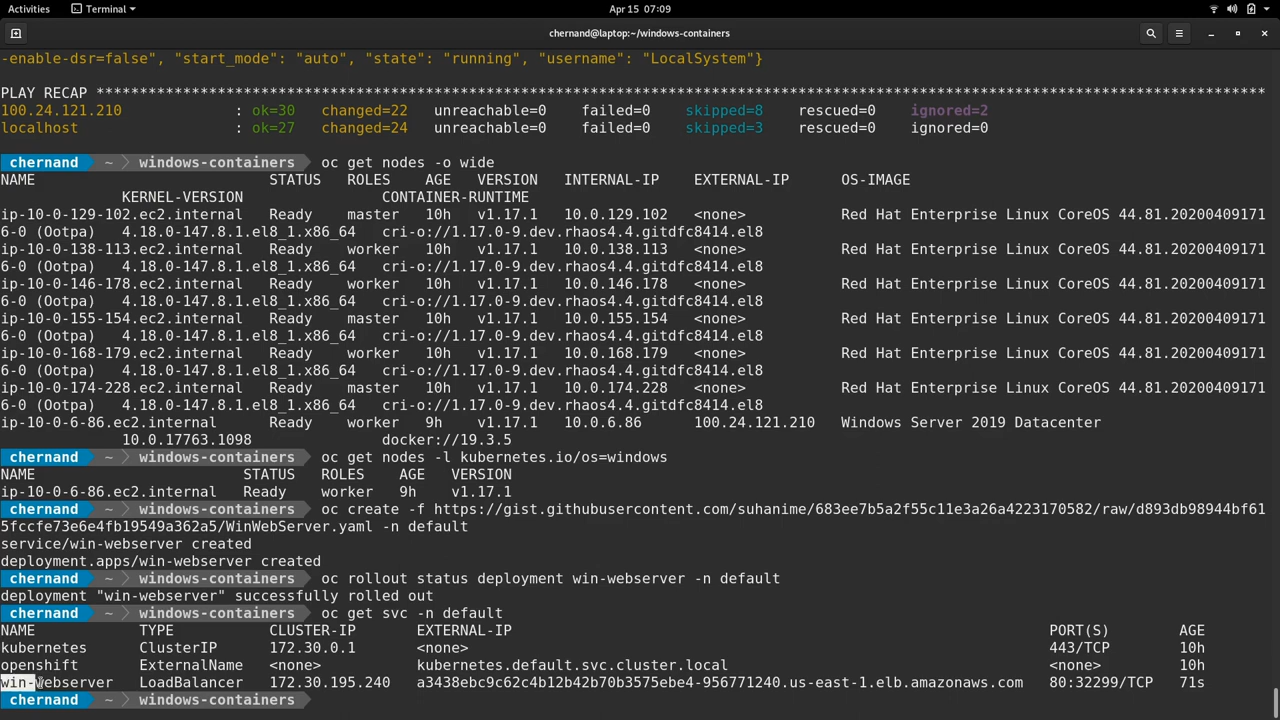 Activities Terminal Apr 15 07:09
chernand@laptop:~/windows-containers
-enable-dsr=false", "start_mode": "auto", "state": "running", "username": "LocalSystem"}
PLAY RECAP *********************************************************************************************************************************
100.24.121.210 : ok=30 changed=22 unreachable=0 failed=0 skipped=8 rescued=0 ignored=2
localhost : ok=27 changed=24 unreachable=0 failed=0 skipped=3 rescued=0 ignored=0
chernand ~ windows-containers oc get nodes -o wide
NAME STATUS ROLES AGE VERSION INTERNAL-IP EXTERNAL-IP OS-IMAGE
KERNEL-VERSION CONTAINER-RUNTIME
ip-10-0-129-102.ec2.internal Ready master 10h v1.17.1 10.0.129.102 <none> Red Hat Enterprise Linux CoreOS 44.81.20200409171
6-0 (Ootpa) 4.18.0-147.8.1.el8_1.x86_64 cri-o://1.17.0-9.dev.rhaos4.4.gitdfc8414.el8
ip-10-0-138-113.ec2.internal Ready worker 10h v1.17.1 10.0.138.113 <none> Red Hat Enterprise Linux CoreOS 44.81.20200409171
6-0 (Ootpa) 4.18.0-147.8.1.el8_1.x86_64 cri-o://1.17.0-9.dev.rhaos4.4.gitdfc8414.el8
ip-10-0-146-178.ec2.internal Ready worker 10h v1.17.1 10.0.146.178 <none> Red Hat Enterprise Linux CoreOS 44.81.20200409171
6-0 (Ootpa) 4.18.0-147.8.1.el8_1.x86_64 cri-o://1.17.0-9.dev.rhaos4.4.gitdfc8414.el8
ip-10-0-155-154.ec2.internal Ready master 10h v1.17.1 10.0.155.154 <none> Red Hat Enterprise Linux CoreOS 44.81.20200409171
6-0 (Ootpa) 4.18.0-147.8.1.el8_1.x86_64 cri-o://1.17.0-9.dev.rhaos4.4.gitdfc8414.el8
ip-10-0-168-179.ec2.internal Ready worker 10h v1.17.1 10.0.168.179 <none> Red Hat Enterprise Linux CoreOS 44.81.20200409171
6-0 (Ootpa) 4.18.0-147.8.1.el8_1.x86_64 cri-o://1.17.0-9.dev.rhaos4.4.gitdfc8414.el8
ip-10-0-174-228.ec2.internal Ready master 10h v1.17.1 10.0.174.228 <none> Red Hat Enterprise Linux CoreOS 44.81.20200409171
6-0 (Ootpa) 4.18.0-147.8.1.el8_1.x86_64 cri-o://1.17.0-9.dev.rhaos4.4.gitdfc8414.el8
ip-10-0-6-86.ec2.internal Ready worker 9h v1.17.1 10.0.6.86 100.24.121.210 Windows Server 2019 Datacenter
10.0.17763.1098 docker://19.3.5
chernand ~ windows-containers oc get nodes -l kubernetes.io/os=windows
NAME STATUS ROLES AGE VERSION
ip-10-0-6-86.ec2.internal Ready worker 9h v1.17.1
chernand ~ windows-containers oc create -f https://gist.githubusercontent.com/suhanime/683ee7b5a2f55c11e3a26a4223170582/raw/d893db98944bf61
5fccfe73e6e4fb19549a362a5/WinWebServer.yaml -n default
service/win-webserver created
deployment.apps/win-webserver created
chernand ~ windows-containers oc rollout status deployment win-webserver -n default
deployment "win-webserver" successfully rolled out
chernand ~ windows-containers oc get svc -n default
NAME TYPE CLUSTER-IP EXTERNAL-IP PORT(S) AGE
kubernetes ClusterIP 172.30.0.1 <none> 443/TCP 10h
openshift ExternalName <none> kubernetes.default.svc.cluster.local <none> 10h
win-webserver LoadBalancer 172.30.195.240 a3438ebc9c62c4b12b42b70b3575ebe4-956771240.us-east-1.elb.amazonaws.com 80:32299/TCP 71s
chernand ~ windows-containers